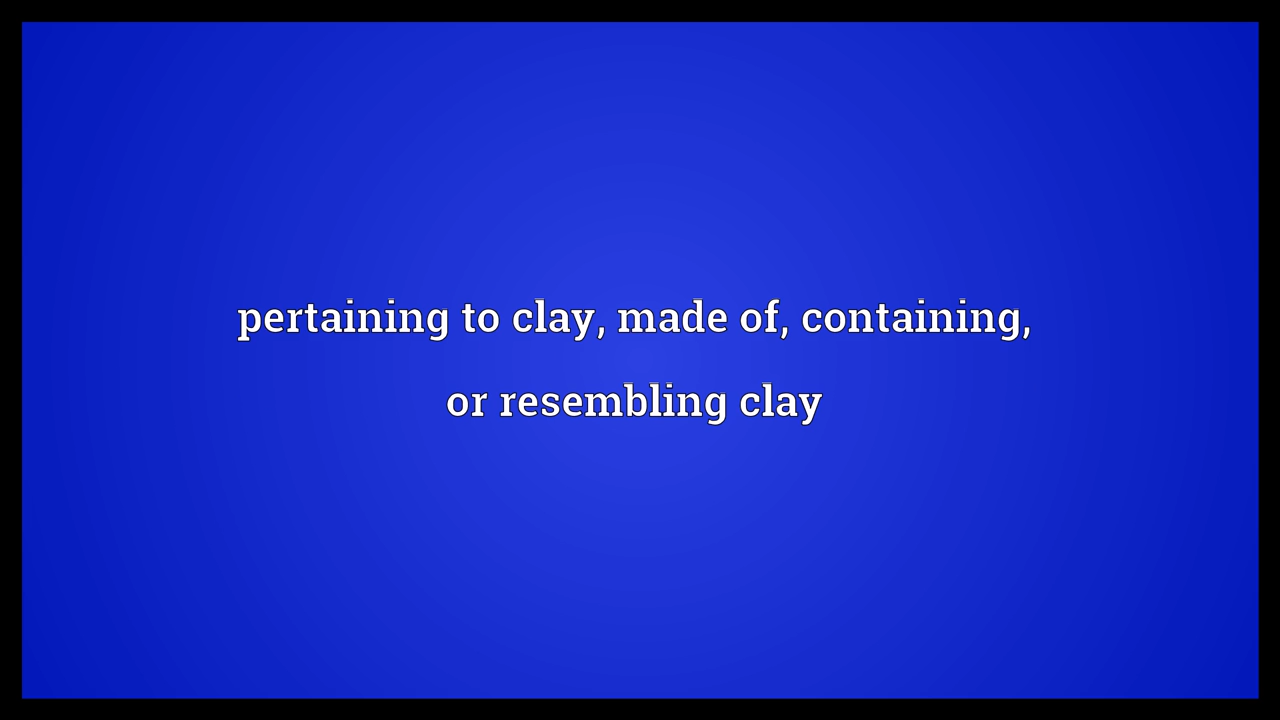 pertaining to clay, made of, containing,
or resembling clay